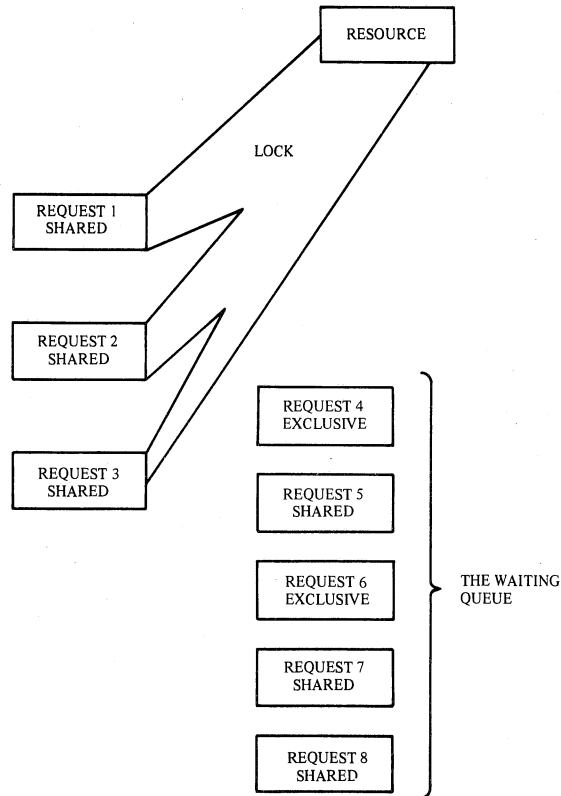 RESOURCE
LOCK
REQUEST 1
SHARED
REQUEST 2
SHARED
REQUEST 3
SHARED
REQUEST 4
EXCLUSIVE
REQUEST 5
SHARED
REQUEST 6
EXCLUSIVE
THE WAITING
QUEUE
REQUEST 7
SHARED
REQUEST 8
SHARED